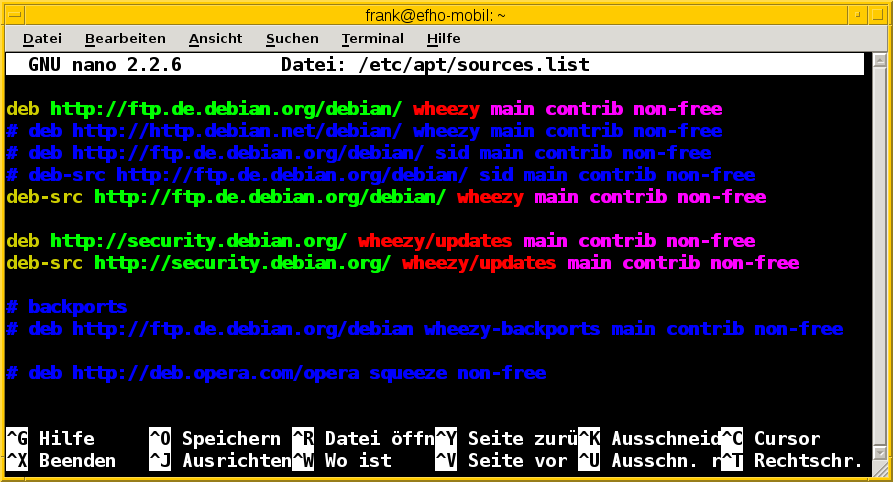 frank@efho-mobil: ~
Datei Bearbeiten Ansicht Suchen Terminal Hilfe
GNU nano 2.2.6 Datei: /etc/apt/sources.list
deb http://ftp.de.debian.org/debian/ wheezy main contrib non-free
# deb http://http.debian.net/debian/ wheezy main contrib non-free
# deb http://ftp.de.debian.org/debian/ sid main contrib non-free
# deb-src http://ftp.de.debian.org/debian/ sid main contrib non-free
deb-src http://ftp.de.debian.org/debian/ wheezy main contrib non-free
deb http://security.debian.org/ wheezy/updates main contrib non-free
deb-src http://security.debian.org/ wheezy/updates main contrib non-free
# backports
# deb http://ftp.de.debian.org/debian wheezy-backports main contrib non-free
# deb http://deb.opera.com/opera squeeze non-free
^G Hilfe ^O Speichern ^R Datei öffn^Y Seite zurü^K Ausschneid^C Cursor
^X Beenden ^J Ausrichten^W Wo ist ^V Seite vor ^U Ausschn. r^T Rechtschr.